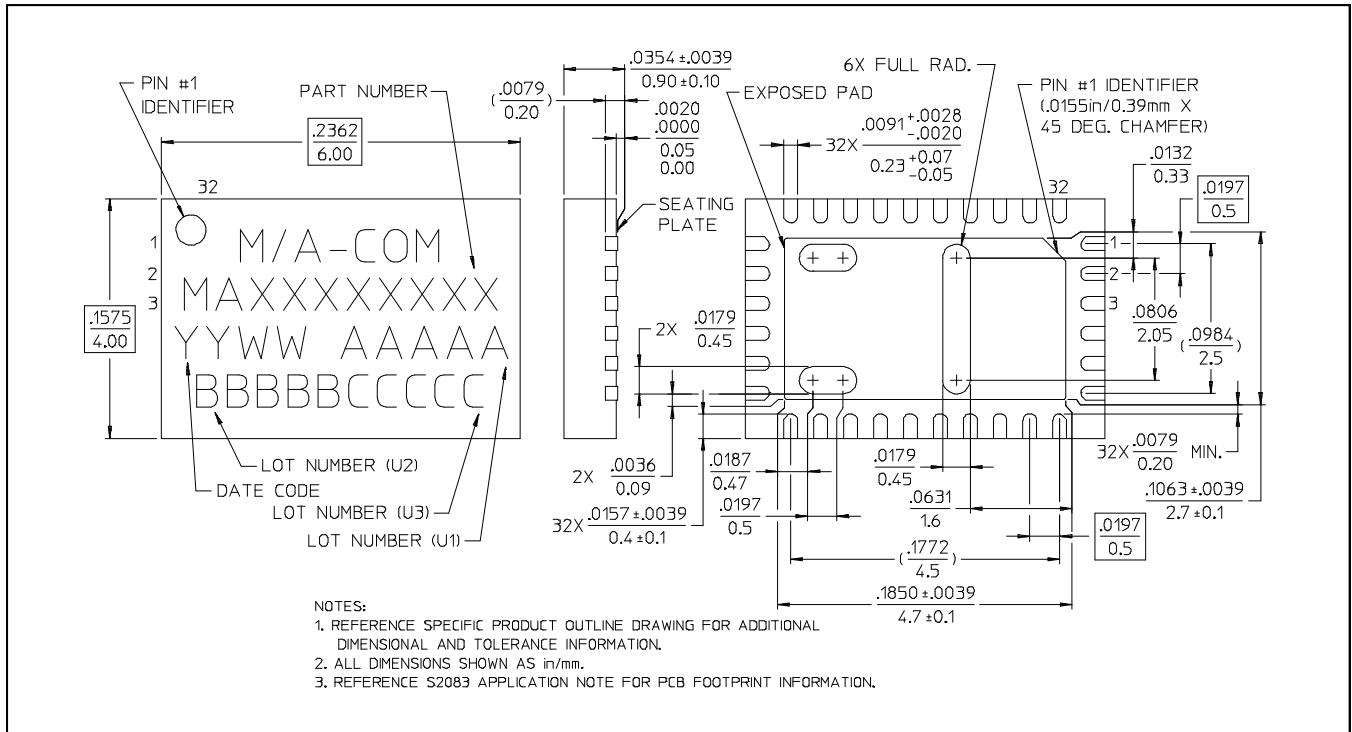 PIN #1
IDENTIFIER
PART NUMBER
.2362
6.00
32
.1575
4.00
1
2
3
M/A-COM
MAXXXXXXXXX
YYWW AAAAA
BBBBBCCCCC
LOT NUMBER (U2)
DATE CODE
LOT NUMBER (U3)
LOT NUMBER (U1)
.0354 ±.0039
0.90 ±0.10
(.0079)
0.20
.0020
.0000
0.05
0.00
SEATING
PLATE
EXPOSED PAD
6X FULL RAD.
32X .0091 +.0028 -.0020
0.23 +0.07 -0.05
PIN #1 IDENTIFIER
(.0155in/0.39mm X
45 DEG. CHAMFER)
.0132
0.33
.0197
0.5
32
1
2
3
.0806
2.05
(.0984)
2.5
2X .0179
0.45
2X .0036
0.09
32X .0157 ±.0039
0.4 ±0.1
.0187
0.47
.0197
0.5
.0179
0.45
.0631
1.6
32X .0079 MIN.
0.20
.1063 ±.0039
2.7 ±0.1
.0197
0.5
(.1772)
4.5
.1850 ±.0039
4.7 ±0.1
NOTES:
1. REFERENCE SPECIFIC PRODUCT OUTLINE DRAWING FOR ADDITIONAL
DIMENSIONAL AND TOLERANCE INFORMATION.
2. ALL DIMENSIONS SHOWN AS in/mm.
3. REFERENCE S2083 APPLICATION NOTE FOR PCB FOOTPRINT INFORMATION.